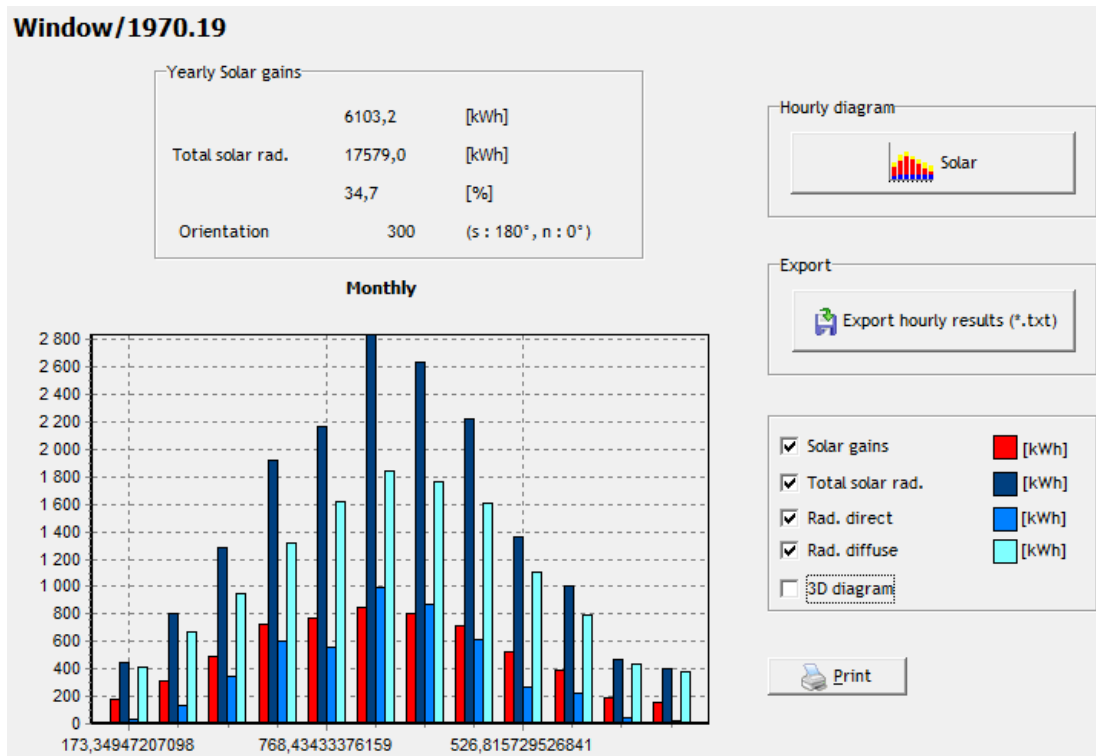 Window/1970.19
Yearly Solar gains
6103,2 [kWh]
Total solar rad. 17579,0 [kWh]
34,7 [%]
Orientation 300 (s : 180°, n : 0°)
Hourly diagram
Solar
Export
Export hourly results (*.txt)
Monthly
2 800
2 600
2 400
2 200
2 000
1 800
1 600
1 400
1 200
1 000
800
600
400
200
0
173,34947207098 768,43433376159 526,815729526841
Solar gains [kWh]
Total solar rad. [kWh]
Rad. direct [kWh]
Rad. diffuse [kWh]
3D diagram
Print